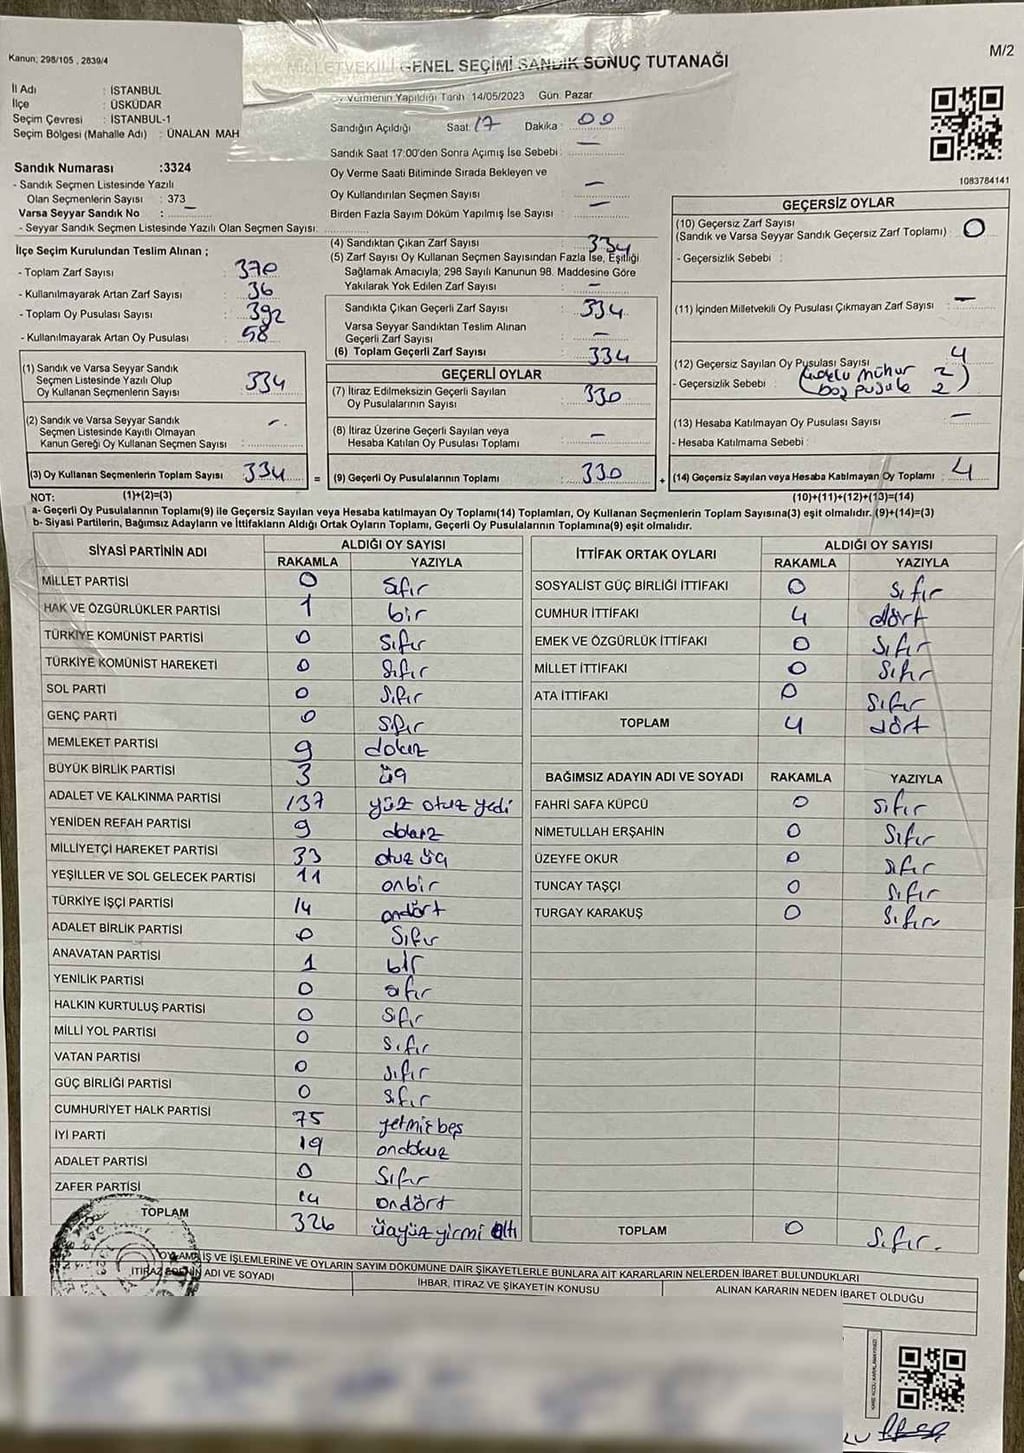 Kanun; 298/105 , 2839/4
M/2
MİLLETVEKİLİ GENEL SEÇİMİ SANDIK SONUÇ TUTANAĞI
İl Adı : İSTANBUL
İlçe : ÜSKÜDAR
Seçim Çevresi : İSTANBUL-1
Seçim Bölgesi (Mahalle Adı) : ÜNALAN MAH
Oy Vermenin Yapıldığı Tarih : 14/05/2023 Gün. Pazar
Sandığın Açıldığı Saat: 17 Dakika : 00
Sandık Saat 17:00'den Sonra Açımış İse Sebebi : —
Oy Verme Saati Bitiminde Sırada Bekleyen ve
Oy Kullandırılan Seçmen Sayısı —
Birden Fazla Sayım Döküm Yapılmış İse Sayısı —
1083784141
Sandık Numarası :3324
- Sandık Seçmen Listesinde Yazılı
Olan Seçmenlerin Sayısı : 373
Varsa Seyyar Sandık No : —
- Seyyar Sandık Seçmen Listesinde Yazılı Olan Seçmen Sayısı:
İlçe Seçim Kurulundan Teslim Alınan ;
- Toplam Zarf Sayısı : 370
- Kullanılmayarak Artan Zarf Sayısı : 36
- Toplam Oy Pusulası Sayısı : 392
- Kullanılmayarak Artan Oy Pusulası : 58
(1) Sandık ve Varsa Seyyar Sandık
Seçmen Listesinde Yazılı Olup
Oy Kullanan Seçmenlerin Sayısı : 334
(2) Sandık ve Varsa Seyyar Sandık
Seçmen Listesinde Kayıtlı Olmayan
Kanun Gereği Oy Kullanan Seçmen Sayısı : —
(3) Oy Kullanan Seçmenlerin Toplam Sayısı : 334 =
(4) Sandıktan Çıkan Zarf Sayısı : 334
(5) Zarf Sayısı Oy Kullanan Seçmen Sayısından Fazla İse, Eşitliği
Sağlamak Amacıyla; 298 Sayılı Kanunun 98. Maddesine Göre
Yakılarak Yok Edilen Zarf Sayısı : —
Sandıkta Çıkan Geçerli Zarf Sayısı : 334
Varsa Seyyar Sandıktan Teslim Alınan
Geçerli Zarf Sayısı : —
(6) Toplam Geçerli Zarf Sayısı : 334
GEÇERLİ OYLAR
(7) İtiraz Edilmeksizin Geçerli Sayılan
Oy Pusulalarının Sayısı : 330
(8) İtiraz Üzerine Geçerli Sayılan veya
Hesaba Katılan Oy Pusulası Toplamı : —
(9) Geçerli Oy Pusulalarının Toplamı : 330 +
GEÇERSİZ OYLAR
(10) Geçersiz Zarf Sayısı
(Sandık ve Varsa Seyyar Sandık Geçersiz Zarf Toplamı) : 0
- Geçersizlik Sebebi :
(11) İçinden Milletvekili Oy Pusulası Çıkmayan Zarf Sayısı : —
(12) Geçersiz Sayılan Oy Pusulası Sayısı : 4
- Geçersizlik Sebebi : ( mühür 2
boş pusula 2 )
(13) Hesaba Katılmayan Oy Pusulası Sayısı : —
- Hesaba Katılmama Sebebi :
(14) Geçersiz Sayılan veya Hesaba Katılmayan Oy Toplamı : 4
NOT: (1)+(2)=(3)
(10)+(11)+(12)+(13)=(14)
a- Geçerli Oy Pusulalarının Toplamı(9) ile Geçersiz Sayılan veya Hesaba katılmayan Oy Toplamı(14) Toplamları, Oy Kullanan Seçmenlerin Toplam Sayısına(3) eşit olmalıdır. (9)+(14)=(3)
b- Siyasi Partilerin, Bağımsız Adayların ve İttifakların Aldığı Ortak Oyların Toplamı, Geçerli Oy Pusulalarının Toplamına(9) eşit olmalıdır.
SİYASİ PARTİNİN ADI ALDIĞI OY SAYISI
RAKAMLA YAZIYLA
MİLLET PARTİSİ 0 sıfır
HAK VE ÖZGÜRLÜKLER PARTİSİ 1 bir
TÜRKİYE KOMÜNİST PARTİSİ 0 sıfır
TÜRKİYE KOMÜNİST HAREKETİ 0 sıfır
SOL PARTİ 0 sıfır
GENÇ PARTİ 0 sıfır
MEMLEKET PARTİSİ 9 dokuz
BÜYÜK BİRLİK PARTİSİ 3 üç
ADALET VE KALKINMA PARTİSİ 137 yüz otuz yedi
YENİDEN REFAH PARTİSİ 9 dokuz
MİLLİYETÇİ HAREKET PARTİSİ 33 otuz üç
YEŞİLLER VE SOL GELECEK PARTİSİ 11 onbir
TÜRKİYE İŞÇİ PARTİSİ 14 ondört
ADALET BİRLİK PARTİSİ 0 Sıfır
ANAVATAN PARTİSİ 1 bir
YENİLİK PARTİSİ 0 sıfır
HALKIN KURTULUŞ PARTİSİ 0 sıfır
MİLLİ YOL PARTİSİ 0 sıfır
VATAN PARTİSİ 0 sıfır
GÜÇ BİRLİĞİ PARTİSİ 0 sıfır
CUMHURİYET HALK PARTİSİ 75 yetmiş beş
İYİ PARTİ 19 ondokuz
ADALET PARTİSİ 0 Sıfır
ZAFER PARTİSİ 14 ondört
TOPLAM 326 üçyüz yirmi altı
İTTİFAK ORTAK OYLARI ALDIĞI OY SAYISI
RAKAMLA YAZIYLA
SOSYALİST GÜÇ BİRLİĞİ İTTİFAKI 0 sıfır
CUMHUR İTTİFAKI 4 dört
EMEK VE ÖZGÜRLÜK İTTİFAKI 0 sıfır
MİLLET İTTİFAKI 0 sıfır
ATA İTTİFAKI 0 sıfır
TOPLAM 4 dört
BAĞIMSIZ ADAYIN ADI VE SOYADI RAKAMLA YAZIYLA
FAHRİ SAFA KÜPCÜ 0 sıfır
NİMETULLAH ERŞAHİN 0 sıfır
ÜZEYFE OKUR 0 sıfır
TUNCAY TAŞÇI 0 sıfır
TURGAY KARAKUŞ 0 sıfır
TOPLAM 0 sıfır.
OYLAMA İŞ VE İŞLEMLERINE VE OYLARIN SAYIM DÖKÜMÜNE DAİR ŞİKAYETLERLE BUNLARA AİT KARARLARIN NELERDEN İBARET BULUNDUKLARI
İTİRAZ EDENİN ADI VE SOYADI İHBAR, İTİRAZ VE ŞİKAYETİN KONUSU ALINAN KARARIN NEDEN İBARET OLDUĞU